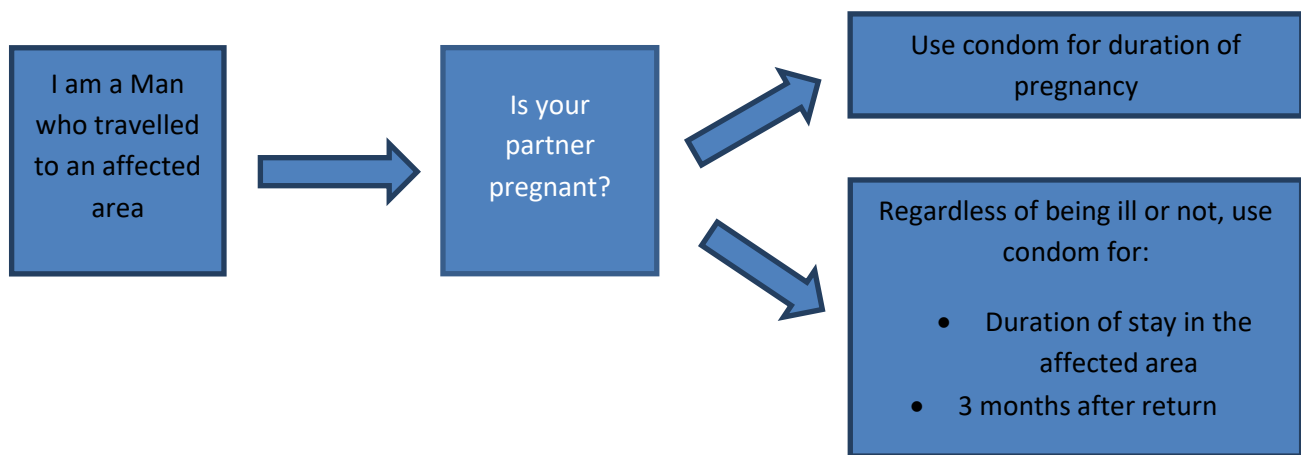 I am a Man
who travelled
to an affected
area
Is your
partner
pregnant?
Use condom for duration of
pregnancy
Regardless of being ill or not, use
condom for:
• Duration of stay in the
affected area
• 3 months after return